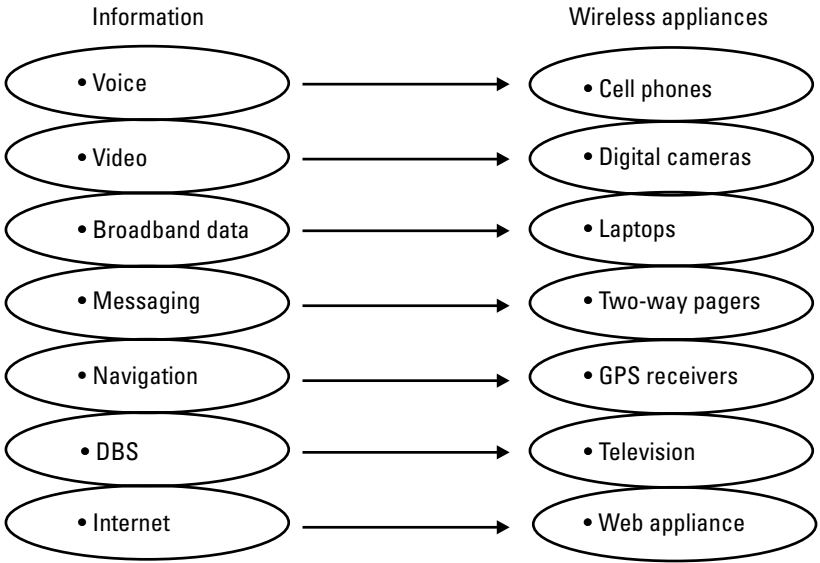 Information
Wireless appliances
• Voice
• Cell phones
• Video
• Digital cameras
• Broadband data
• Laptops
• Messaging
• Two-way pagers
• Navigation
• GPS receivers
• DBS
• Television
• Internet
• Web appliance